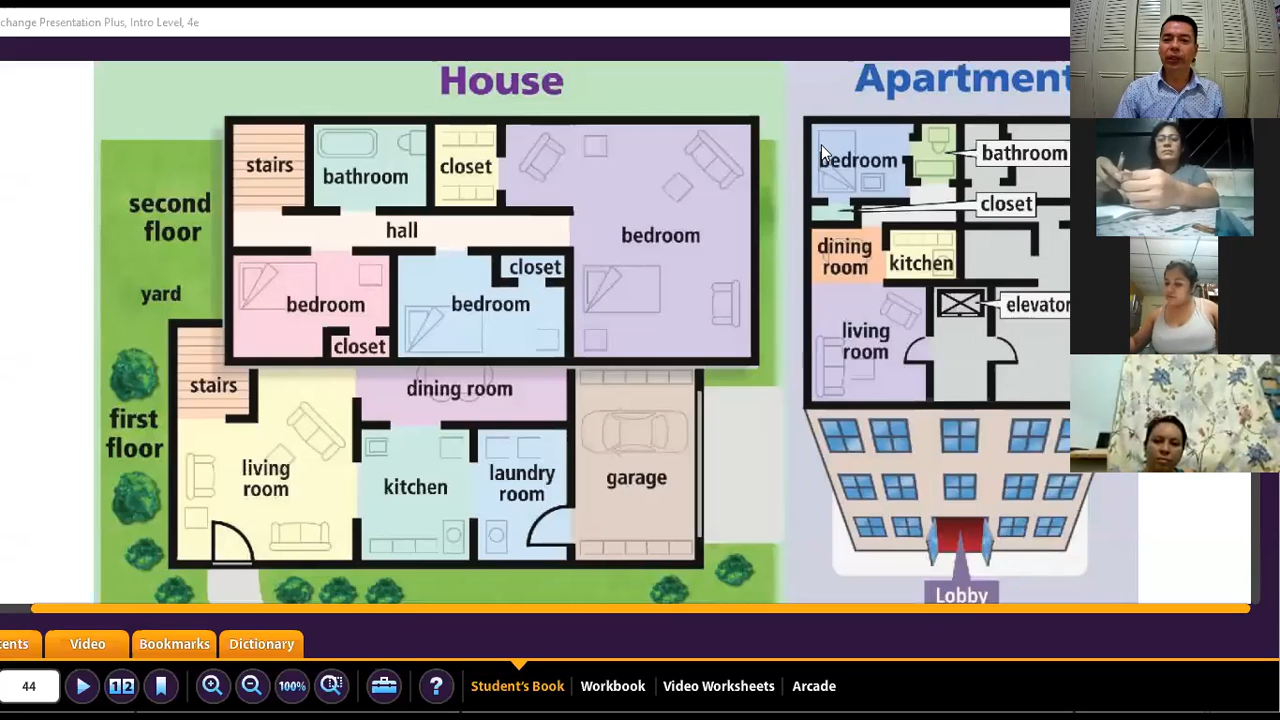 change Presentation Plus, Intro Level, 4e
House
Apartment
stairs
bathroom
closet
second
floor
hall
bedroom
yard
bedroom
closet
bedroom
closet
stairs
dining room
first
floor
living
room
kitchen
laundry
room
garage
bedroom
bathroom
closet
dining
room
kitchen
elevator
living
room
Lobby
Video
Bookmarks
Dictionary
44
12
100%
?
Student's Book
Workbook
Video Worksheets
Arcade